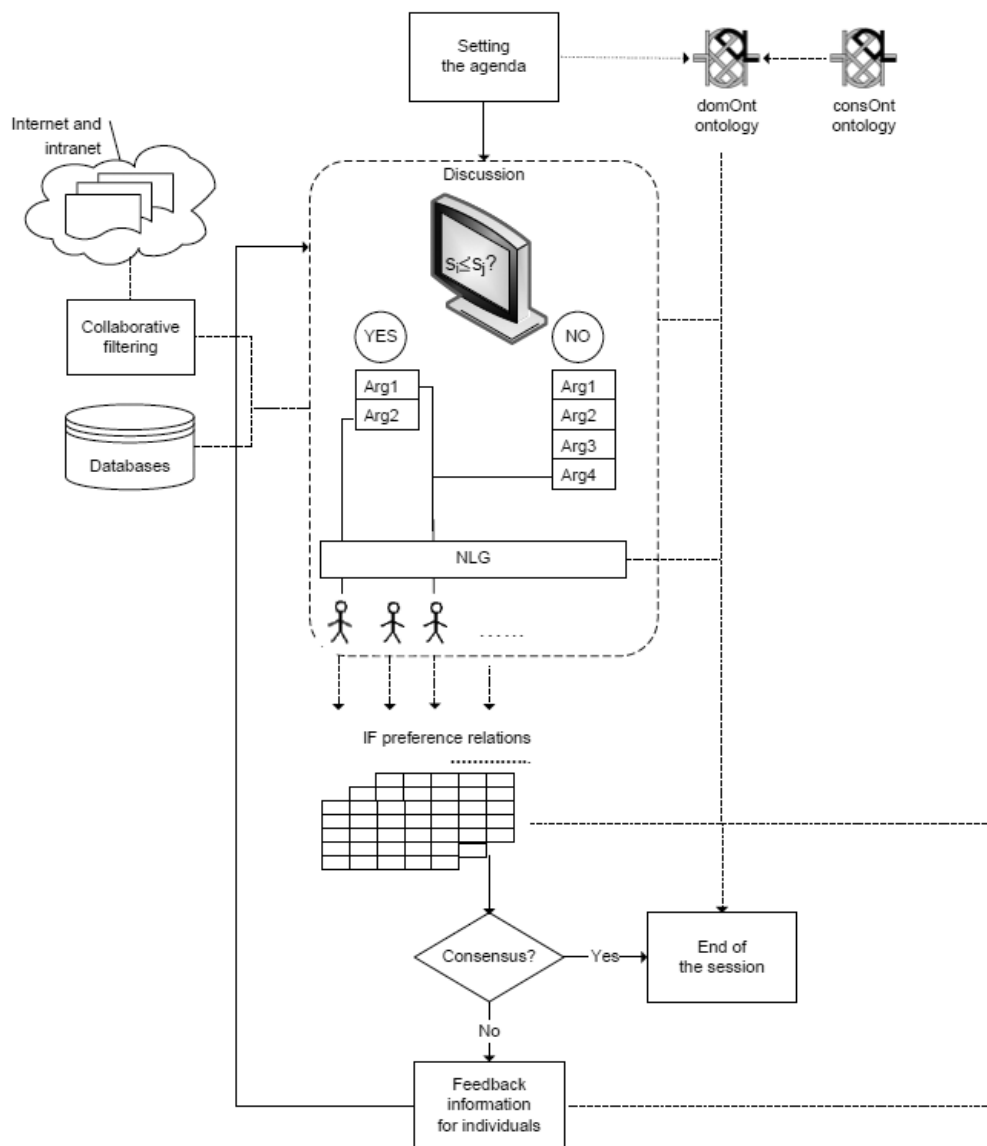 Setting
the agenda
domOnt
ontology
consOnt
ontology
Internet and
intranet
Discussion
si≤sj?
Collaborative
filtering
YES
NO
Arg1
Arg2
Arg1
Arg2
Arg3
Arg4
Databases
NLG
......
IF preference relations
Consensus?
Yes
End of
the session
No
Feedback
information
for individuals